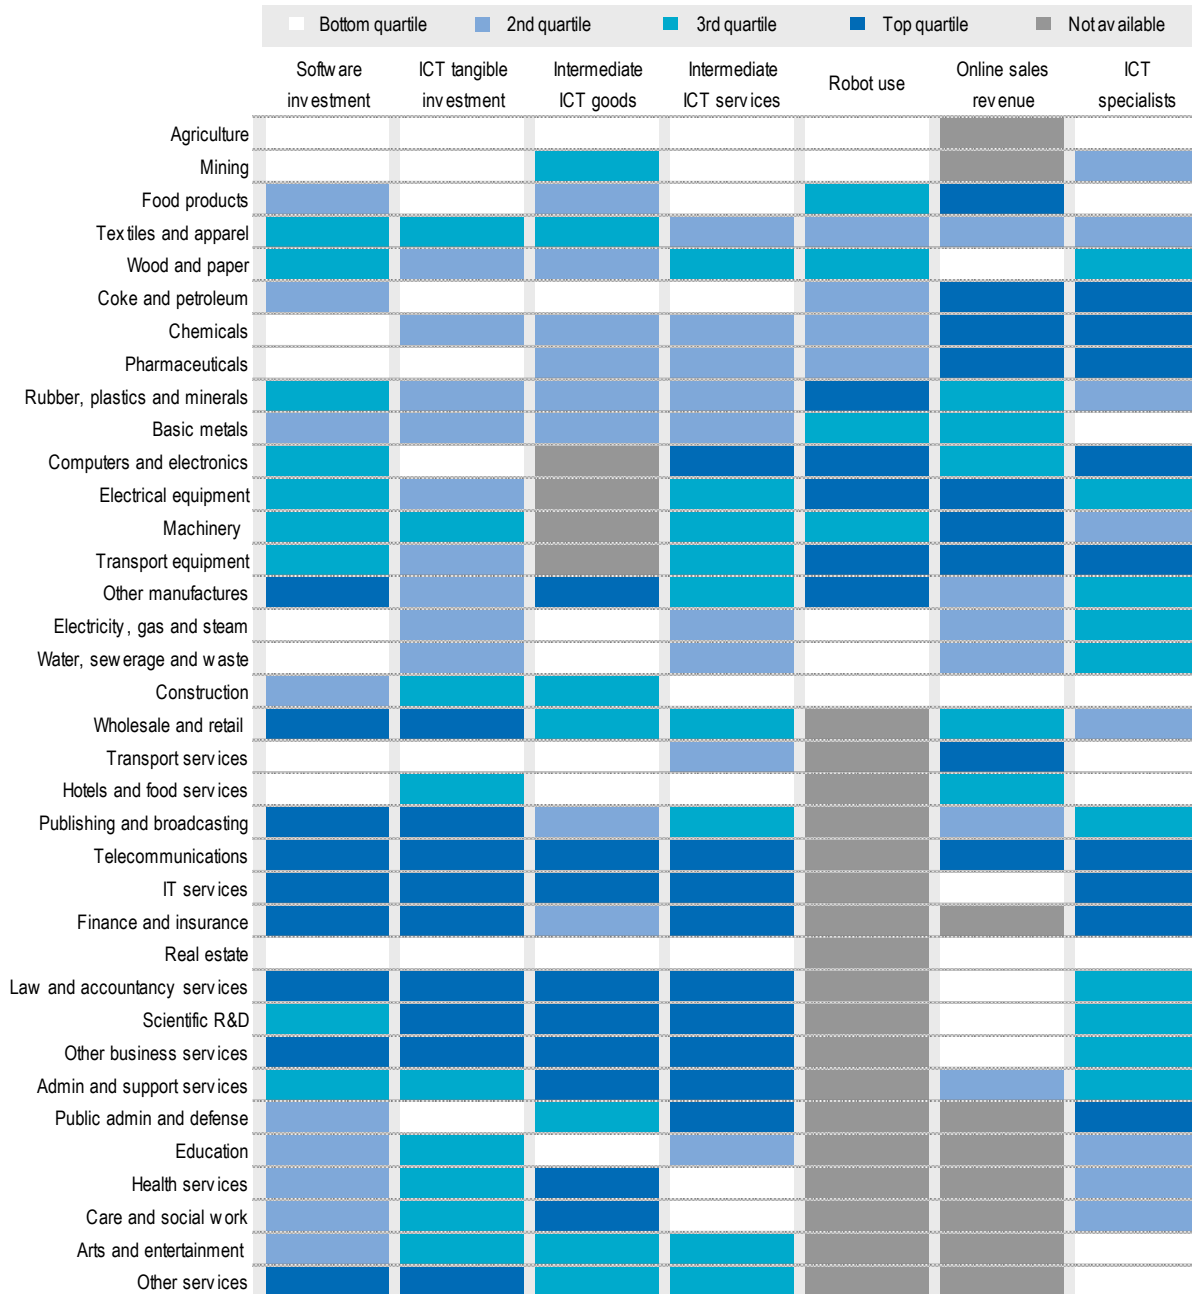 Bottom quartile 2nd quartile 3rd quartile Top quartile Not available
Software investment
ICT tangible investment
Intermediate ICT goods
Intermediate ICT services
Robot use
Online sales revenue
ICT specialists
Agriculture
Mining
Food products
Textiles and apparel
Wood and paper
Coke and petroleum
Chemicals
Pharmaceuticals
Rubber, plastics and minerals
Basic metals
Computers and electronics
Electrical equipment
Machinery
Transport equipment
Other manufactures
Electricity, gas and steam
Water, sewerage and waste
Construction
Wholesale and retail
Transport services
Hotels and food services
Publishing and broadcasting
Telecommunications
IT services
Finance and insurance
Real estate
Law and accountancy services
Scientific R&D
Other business services
Admin and support services
Public admin and defense
Education
Health services
Care and social work
Arts and entertainment
Other services